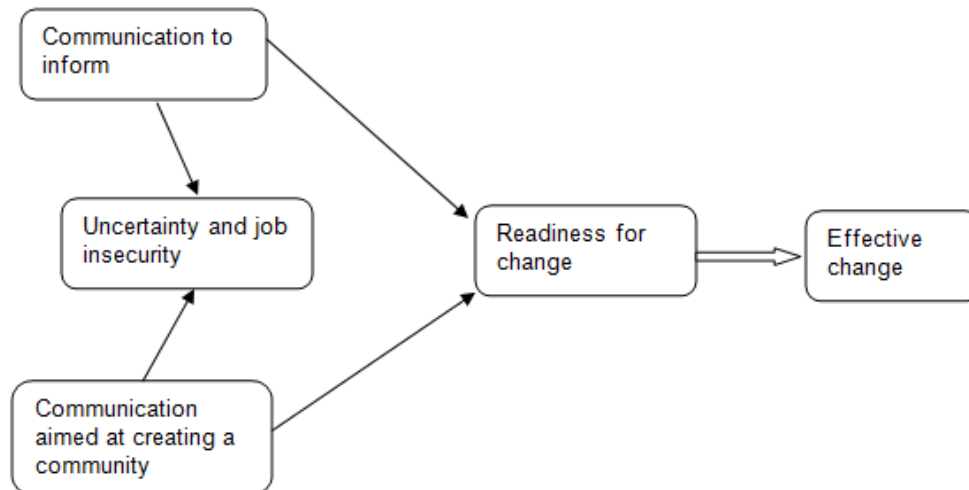 Communication to
inform
Uncertainty and job
insecurity
Readiness for
change
Effective
change
Communication
aimed at creating a
community